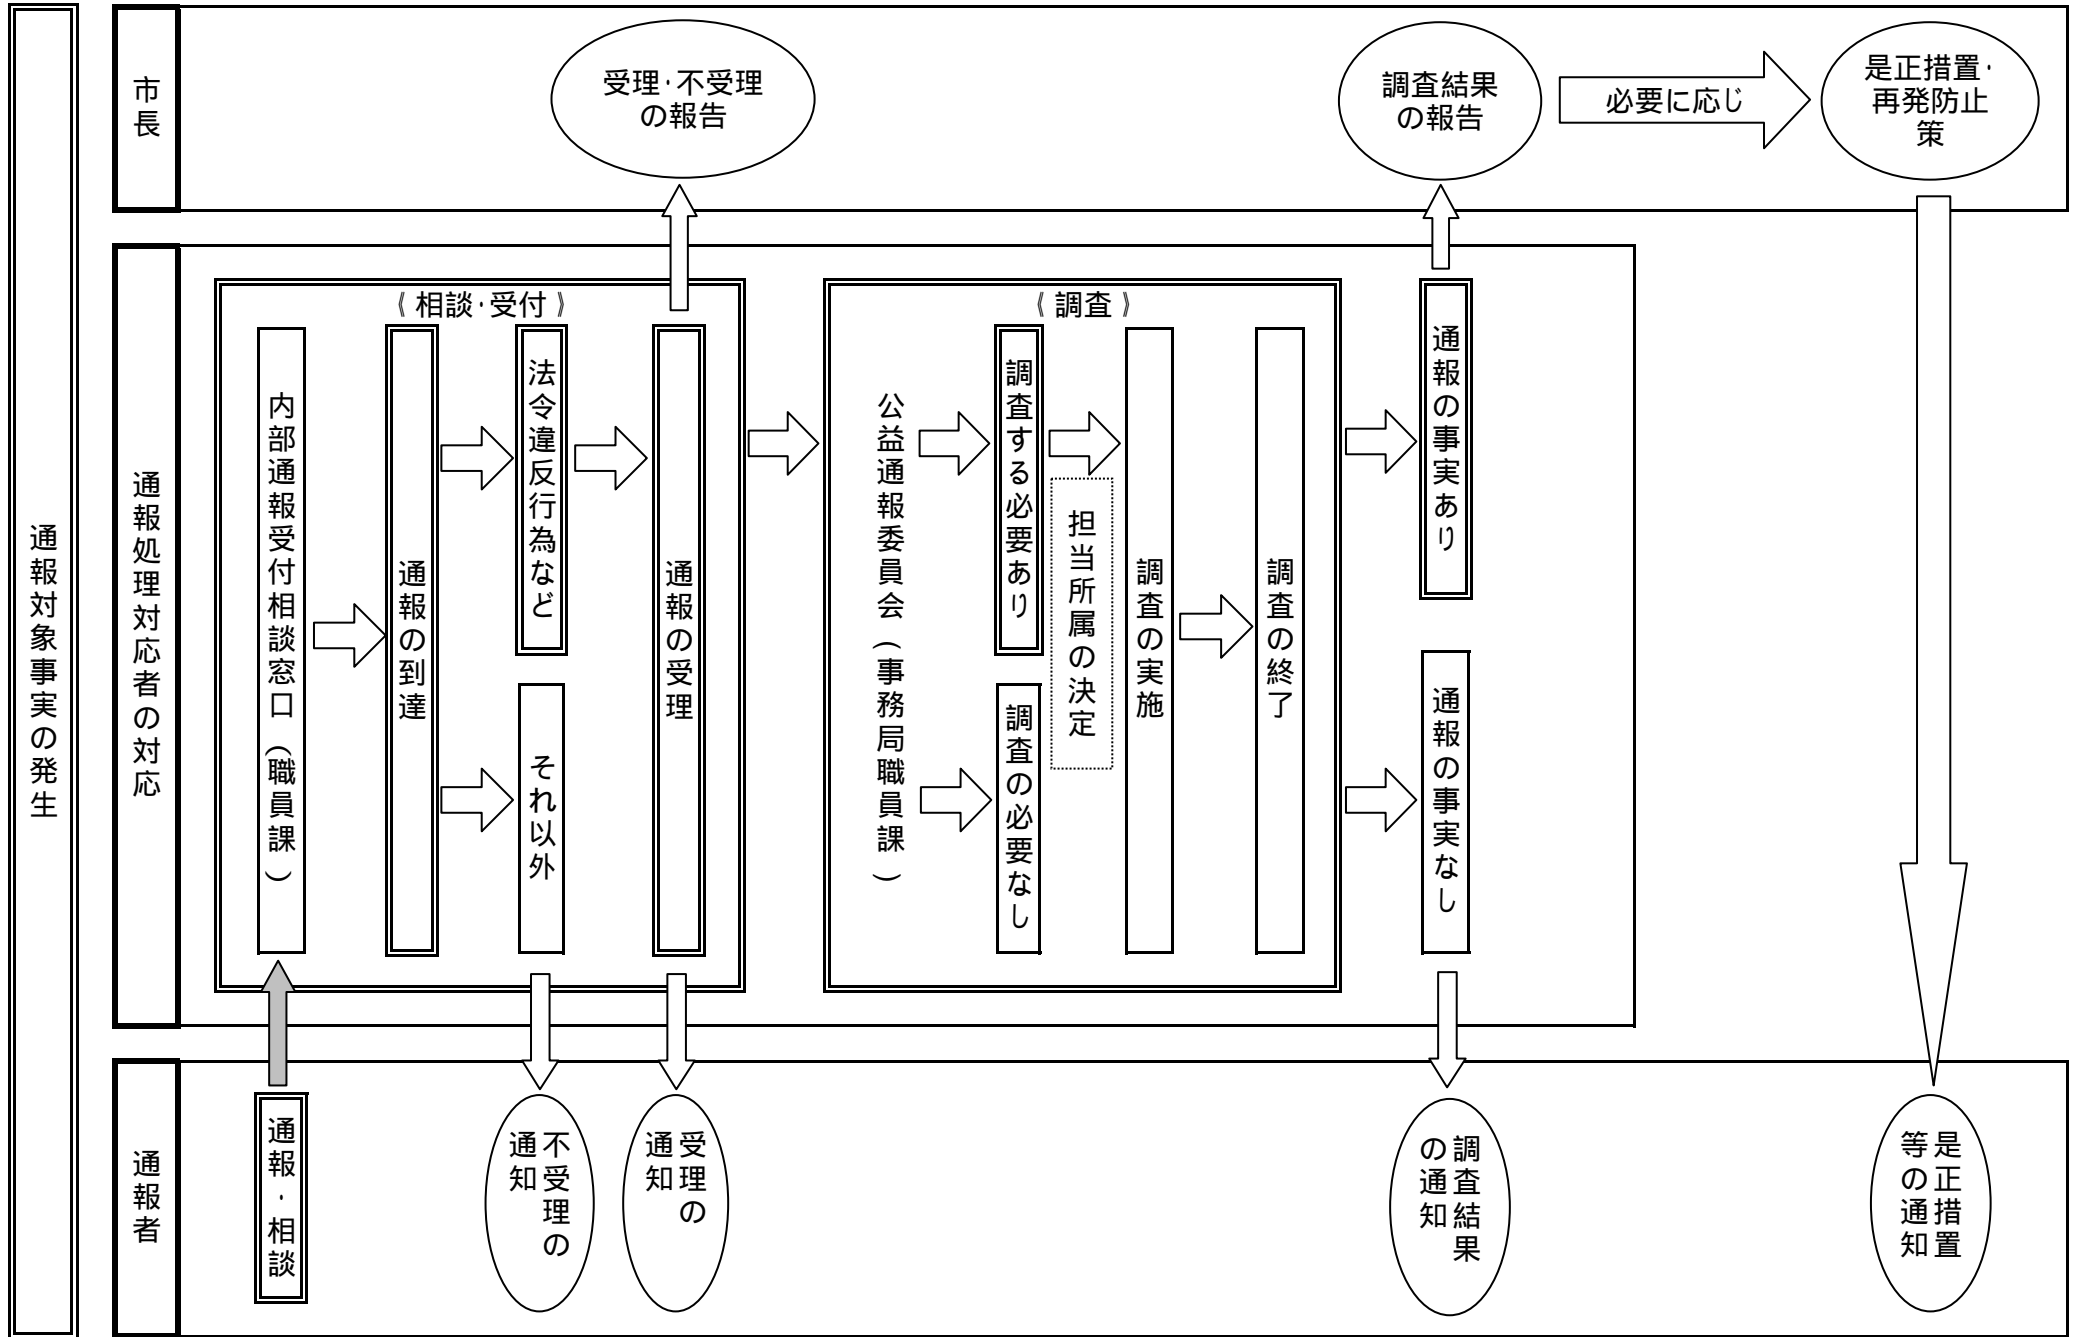 通報対象事実の発生
市長
受理・不受理
の報告
調査結果
の報告
必要に応じ
是正措置・
再発防止
策
通報処理対応者の対応
《 相談・受付 》
内部通報受付相談窓口(職員課)
通報の到達
法令違反行為など
それ以外
通報の受理
《 調査 》
公益通報委員会(事務局職員課)
調査する必要あり
調査の必要なし
担当所属の決定
調査の実施
調査の終了
通報の事実あり
通報の事実なし
通報者
通報・相談
不受理の
通知
受理の
通知
調査結果
の通知
是正措置
等の通知